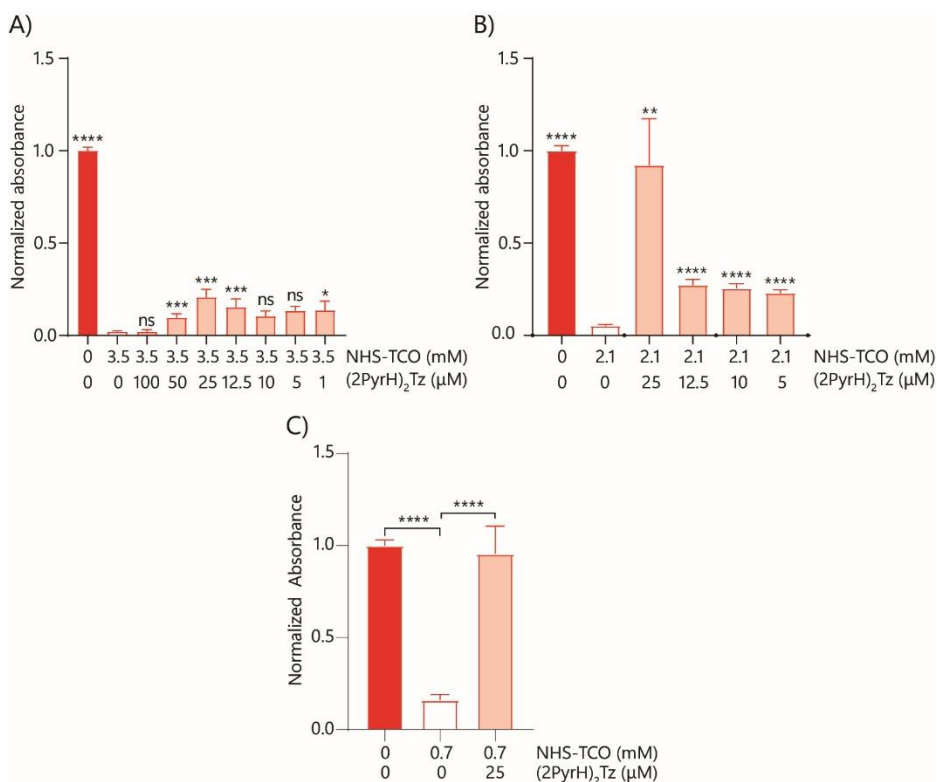 A)
1.5
1.0
0.5
0.0
Normalized absorbance
**** ns *** *** *** ns ns *
0 3.5 3.5 3.5 3.5 3.5 3.5 3.5 3.5 NHS-TCO (mM)
0 0 100 50 25 12.5 10 5 1 (2PyrH)₂Tz (μM)
B)
1.5
1.0
0.5
0.0
Normalized absorbance
**** ** **** **** ****
0 2.1 2.1 2.1 2.1 2.1 NHS-TCO (mM)
0 0 25 12.5 10 5 (2PyrH)₂Tz (μM)
C)
1.5
1.0
0.5
0.0
Normalized Absorbance
**** ****
0 0.7 0.7 NHS-TCO (mM)
0 0 25 (2PyrH)₂Tz (μM)